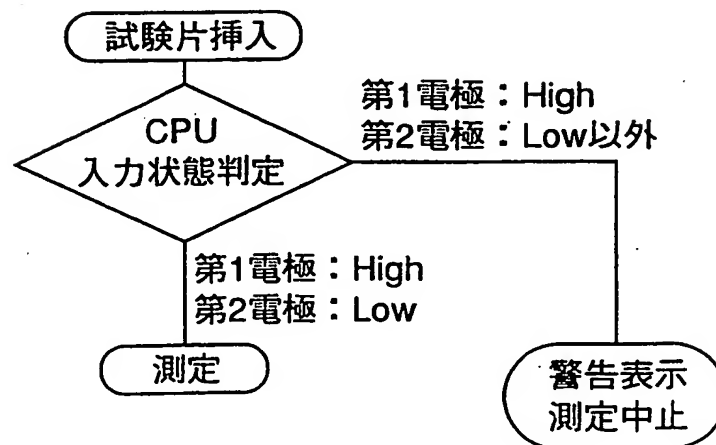 試験片挿入
CPU
入力状態判定
第1電極：High
第2電極：Low以外
第1電極：High
第2電極：Low
測定
警告表示
測定中止